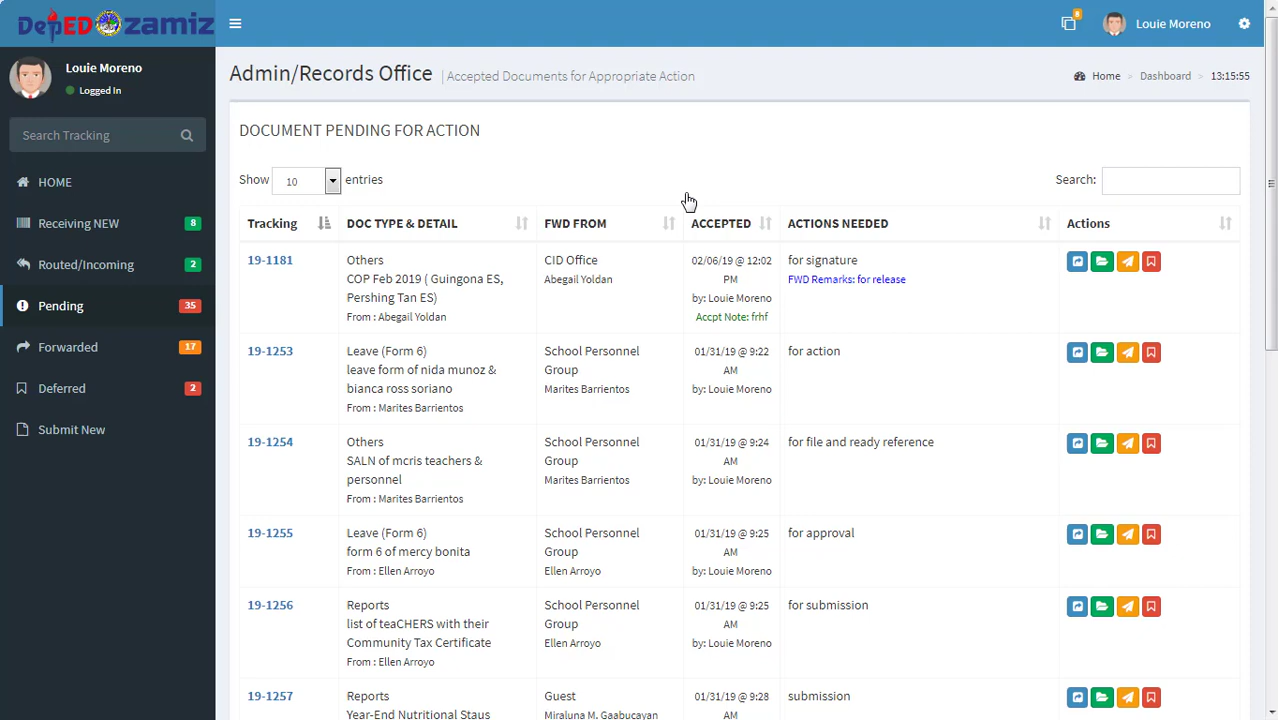 DepED Ozamiz
8
Louie Moreno
Louie Moreno
Logged In
Search Tracking
HOME
Receiving NEW 8
Routed/Incoming 2
Pending 35
Forwarded 17
Deferred 2
Submit New
Admin/Records Office | Accepted Documents for Appropriate Action
Home > Dashboard > 13:15:55
DOCUMENT PENDING FOR ACTION
Show 10 entries
Search:
Tracking DOC TYPE & DETAIL FWD FROM ACCEPTED ACTIONS NEEDED Actions
19-1181 Others CID Office 02/06/19 @ 12:02 for signature
COP Feb 2019 ( Guingona ES, Abegail Yoldan PM FWD Remarks: for release
Pershing Tan ES) by: Louie Moreno
From : Abegail Yoldan Accpt Note: frhf
19-1253 Leave (Form 6) School Personnel 01/31/19 @ 9:22 for action
leave form of nida munoz & Group AM
bianca ross soriano Marites Barrientos by: Louie Moreno
From : Marites Barrientos
19-1254 Others School Personnel 01/31/19 @ 9:24 for file and ready reference
SALN of mcris teachers & Group AM
personnel Marites Barrientos by: Louie Moreno
From : Marites Barrientos
19-1255 Leave (Form 6) School Personnel 01/31/19 @ 9:25 for approval
form 6 of mercy bonita Group AM
From : Ellen Arroyo Ellen Arroyo by: Louie Moreno
19-1256 Reports School Personnel 01/31/19 @ 9:25 for submission
list of teaCHERS with their Group AM
Community Tax Certificate Ellen Arroyo by: Louie Moreno
From : Ellen Arroyo
19-1257 Reports Guest 01/31/19 @ 9:28 submission
Year-End Nutritional Staus Miraluna M. Gaabucayan AM